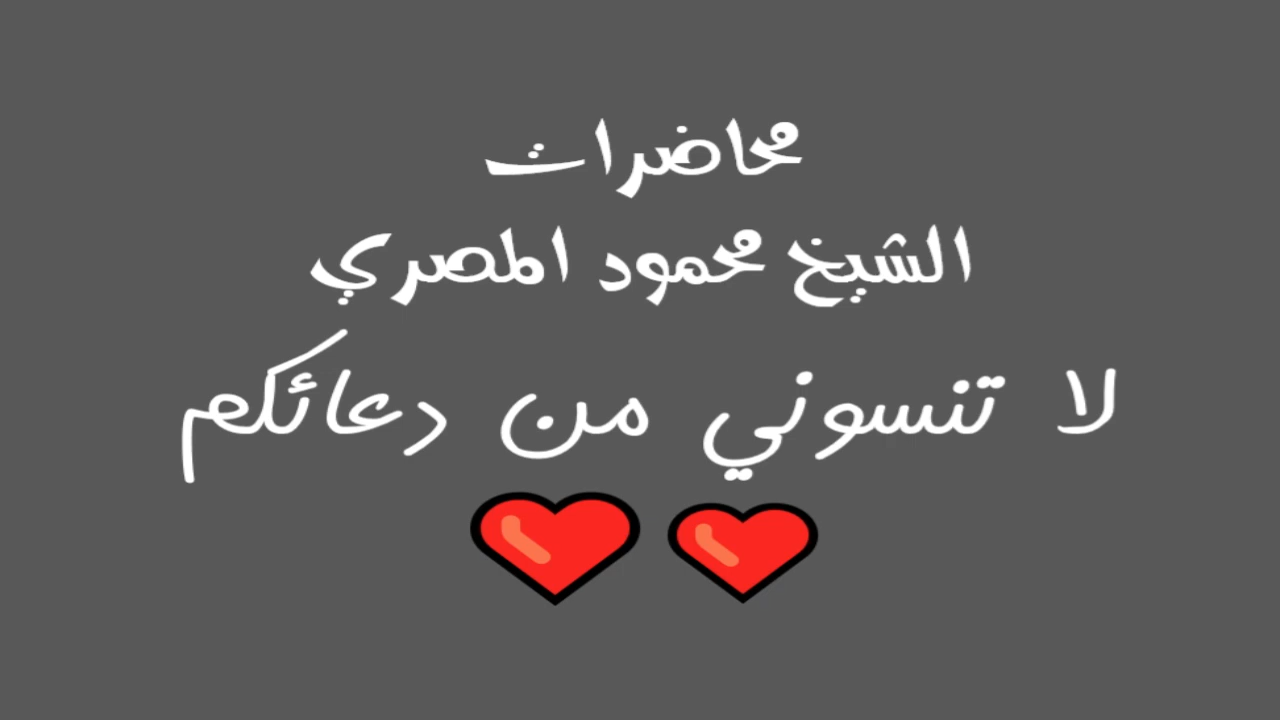 محاضرات
الشيخ محمود المصري
لا تنسوني من دعائكم